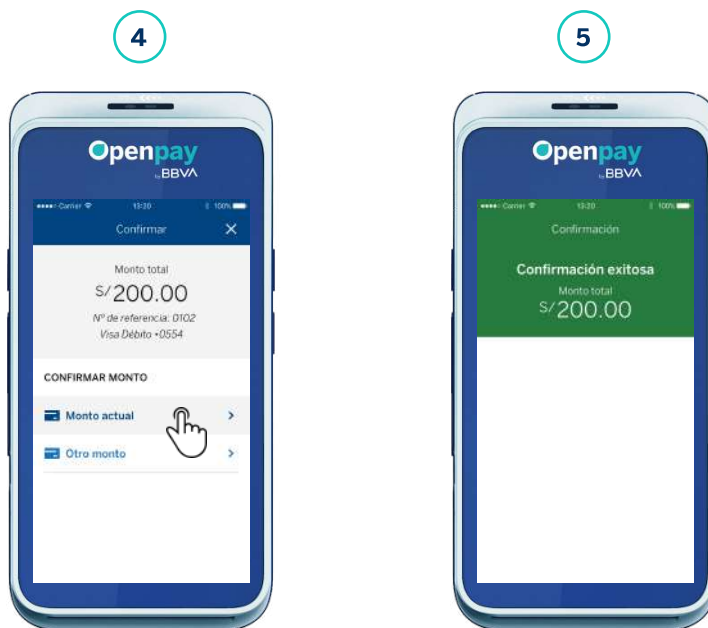 4
Openpay
by BBVA
Carrier 13:20 100%
Confirmar
Monto total
S/200.00
Nº de referencia: 0102
Visa Débito •0554
CONFIRMAR MONTO
Monto actual
Otro monto
5
Openpay
by BBVA
Carrier 13:20 100%
Confirmación
Confirmación exitosa
Monto total
S/200.00